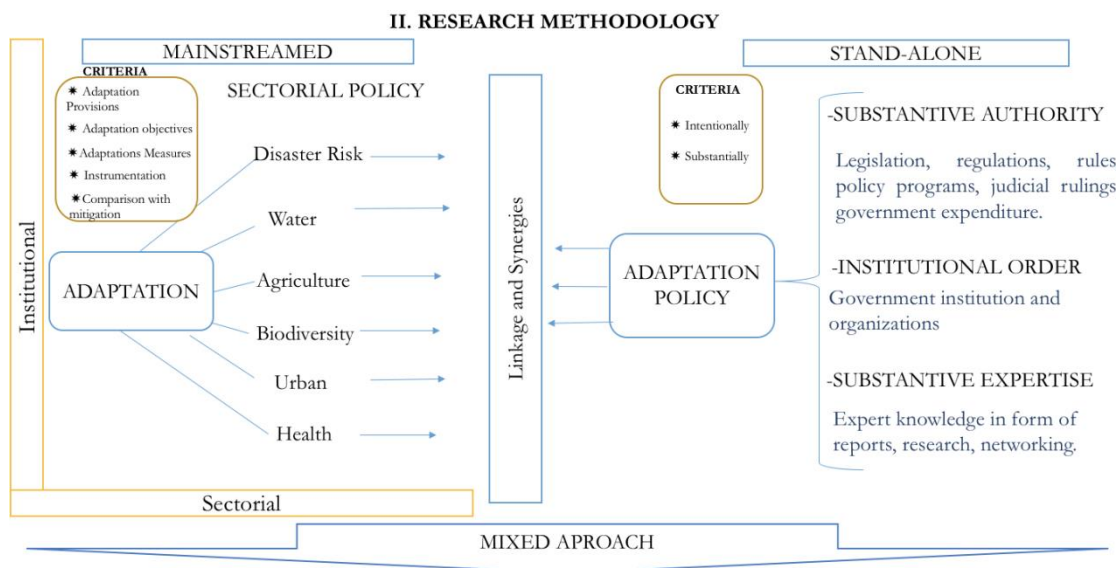 II. RESEARCH METHODOLOGY
MAINSTREAMED
CRITERIA
✷ Adaptation
Provisions
✷ Adaptation objectives
✷ Adaptations Measures
✷ Instrumentation
✷ Comparison with
mitigation
SECTORIAL POLICY
Institutional
ADAPTATION
Disaster Risk
Water
Agriculture
Biodiversity
Urban
Health
Sectorial
Linkage and Synergies
STAND-ALONE
CRITERIA
✷ Intentionally
✷ Substantially
ADAPTATION
POLICY
-SUBSTANTIVE AUTHORITY
Legislation, regulations, rules
policy programs, judicial rulings
government expenditure.
-INSTITUTIONAL ORDER
Government institution and
organizations
-SUBSTANTIVE EXPERTISE
Expert knowledge in form of
reports, research, networking.
MIXED APROACH